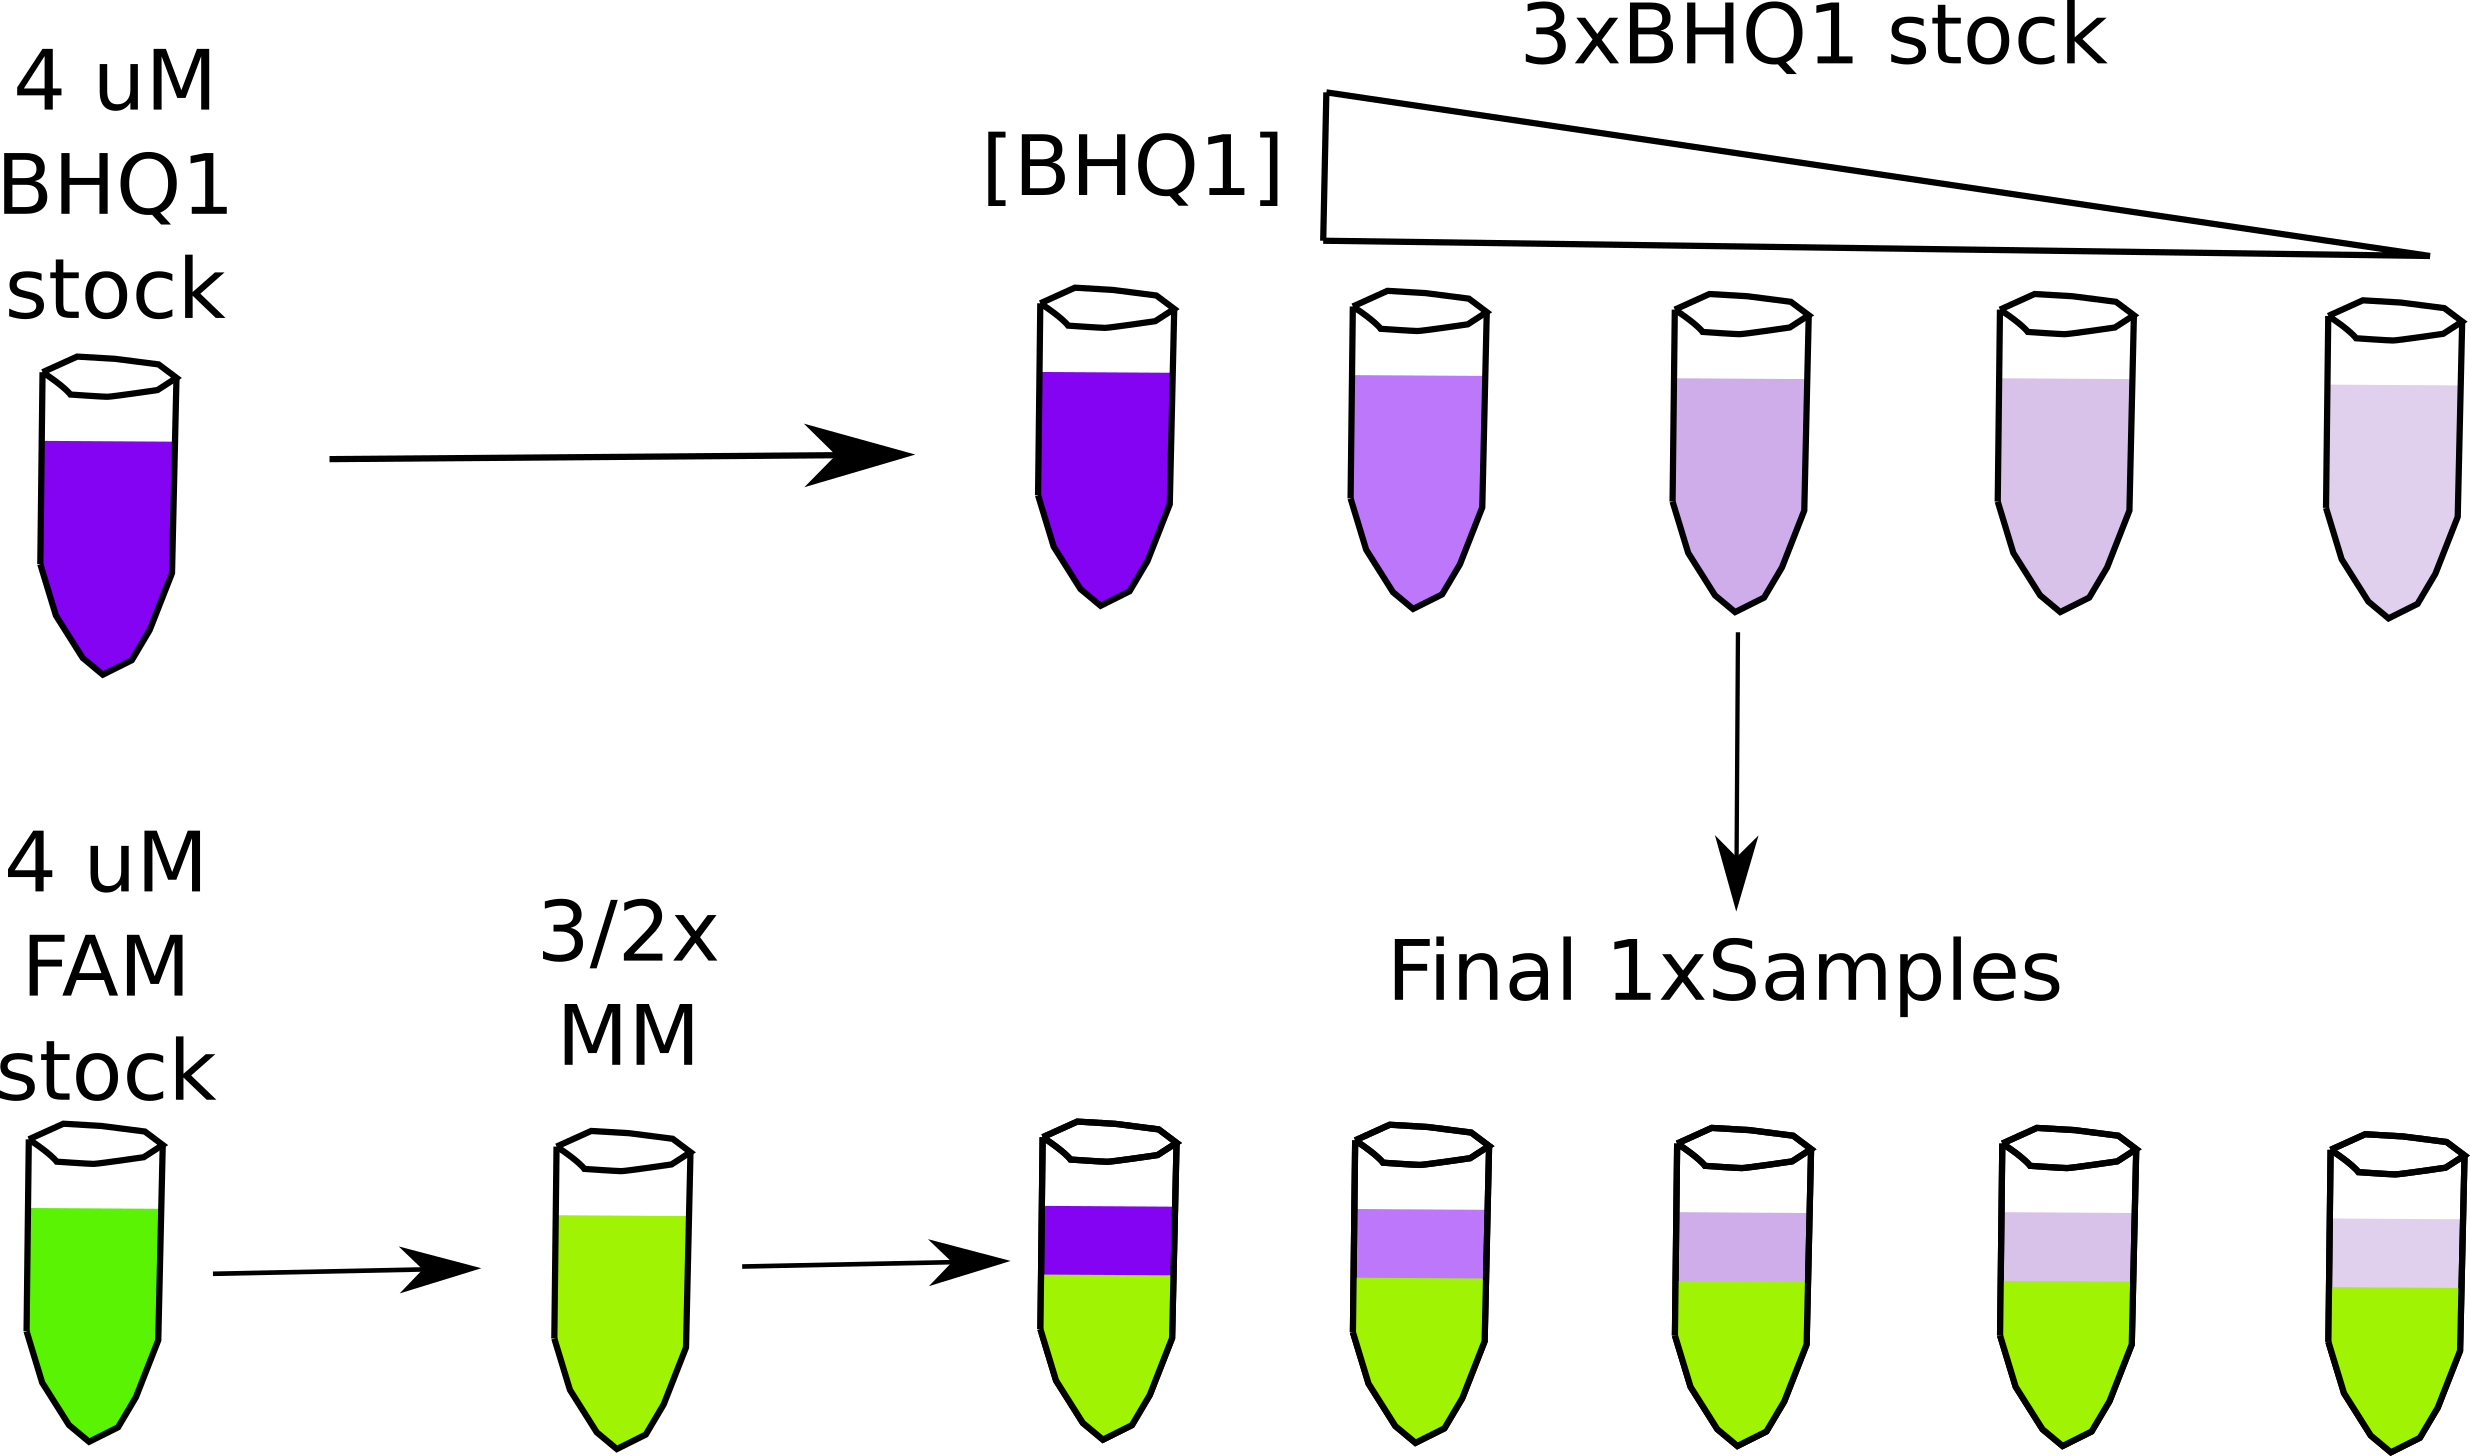 4 uM
BHQ1
stock
[BHQ1]
3xBHQ1 stock
4 uM
FAM
stock
3/2x
MM
Final 1xSamples